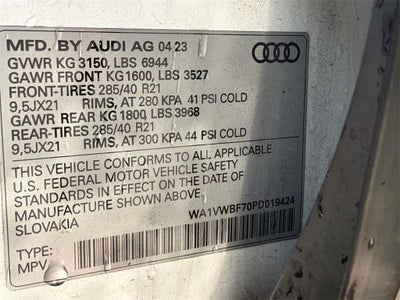 MFD. BY AUDI AG 04 23
GVWR KG 3150, LBS 6944
GAWR FRONT KG1600, LBS 3527
FRONT-TIRES 285/40 R21
9,5JX21 RIMS, AT 280 KPA 41 PSI COLD
GAWR REAR KG 1800, LBS 3968
REAR-TIRES 285/40 R21
9,5JX21 RIMS, AT 300 KPA 44 PSI COLD
THIS VEHICLE CONFORMS TO ALL APPLICABLE
U.S. FEDERAL MOTOR VEHICLE SAFETY
STANDARDS IN EFFECT ON THE DATE OF
MANUFACTURE SHOWN ABOVE.
SLOVAKIA WA1VWBF70PD019424
TYPE:
MPV